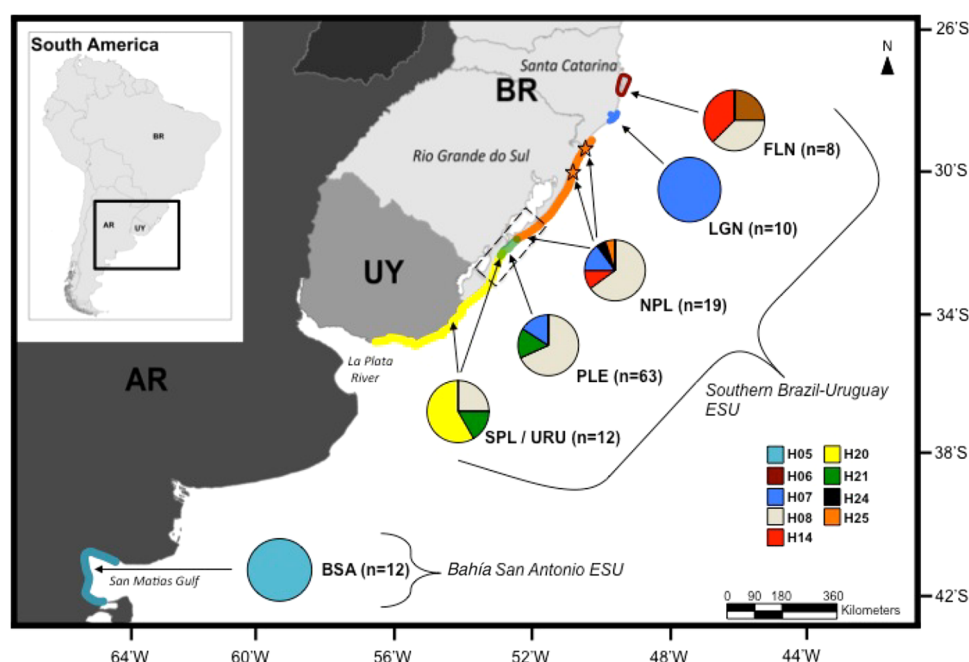 South America
BR
AR
UY
Santa Catarina
BR
Rio Grande do Sul
UY
La Plata
River
AR
San Matias Gulf
FLN (n=8)
LGN (n=10)
NPL (n=19)
PLE (n=63)
SPL / URU (n=12)
BSA (n=12)
Southern Brazil-Uruguay
ESU
Bahía San Antonio ESU
N
H05
H06
H07
H08
H14
H20
H21
H24
H25
0 90 180 360
Kilometers
26°S
30°S
34°S
38°S
42°S
64°W 60°W 56°W 52°W 48°W 44°W